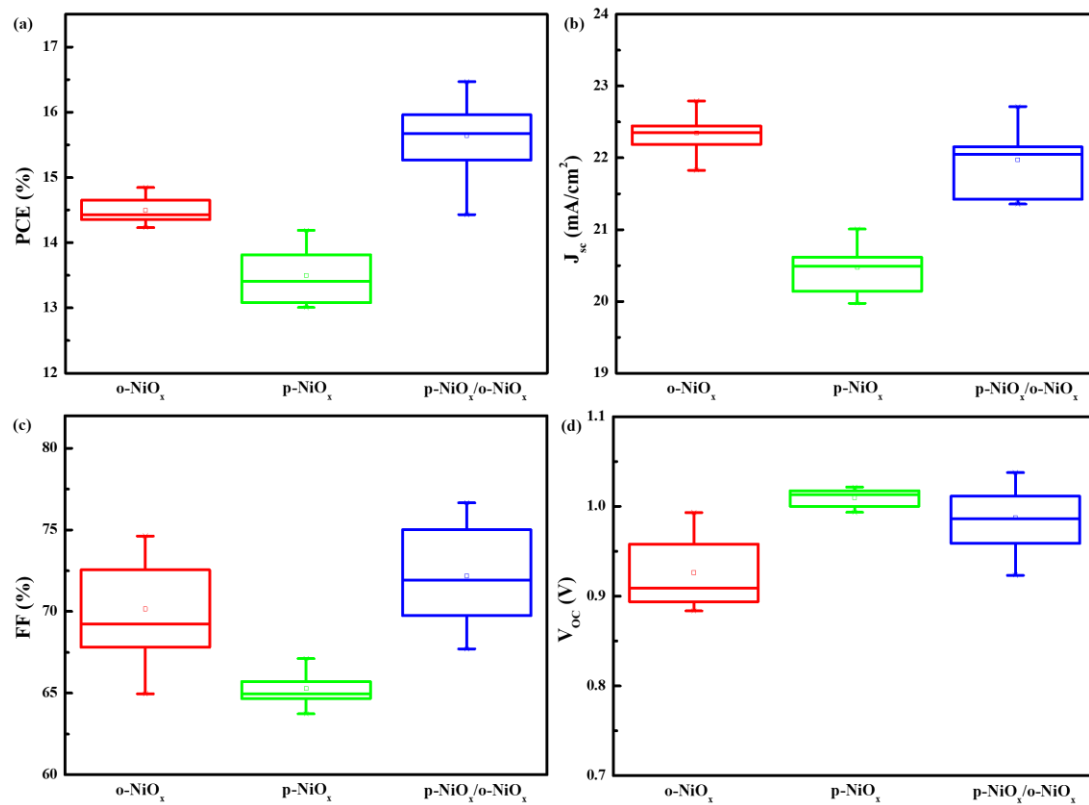 (a)
17
16
15
14
13
12
PCE (%)
o-NiOₓ
p-NiOₓ
p-NiOₓ/o-NiOₓ
(b)
24
23
22
21
20
19
J_sc (mA/cm²)
o-NiOₓ
p-NiOₓ
p-NiOₓ/o-NiOₓ
(c)
80
75
70
65
60
FF (%)
o-NiOₓ
p-NiOₓ
p-NiOₓ/o-NiOₓ
(d)
1.1
1.0
0.9
0.8
0.7
V_OC (V)
o-NiOₓ
p-NiOₓ
p-NiOₓ/o-NiOₓ